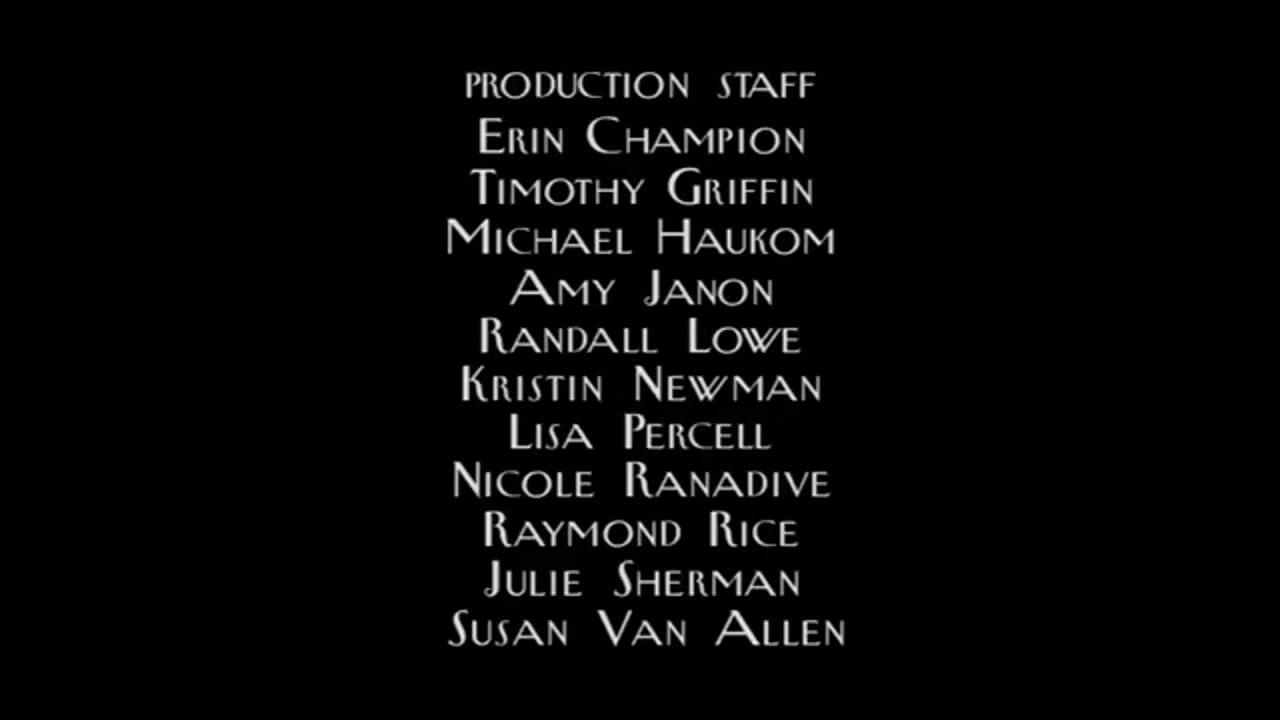 PRODUCTION STAFF
ERIN CHAMPION
TIMOTHY GRIFFIN
MICHAEL HAUKOM
AMY JANON
RANDALL LOWE
KRISTIN NEWMAN
LISA PERCELL
NICOLE RANADIVE
RAYMOND RICE
JULIE SHERMAN
SUSAN VAN ALLEN